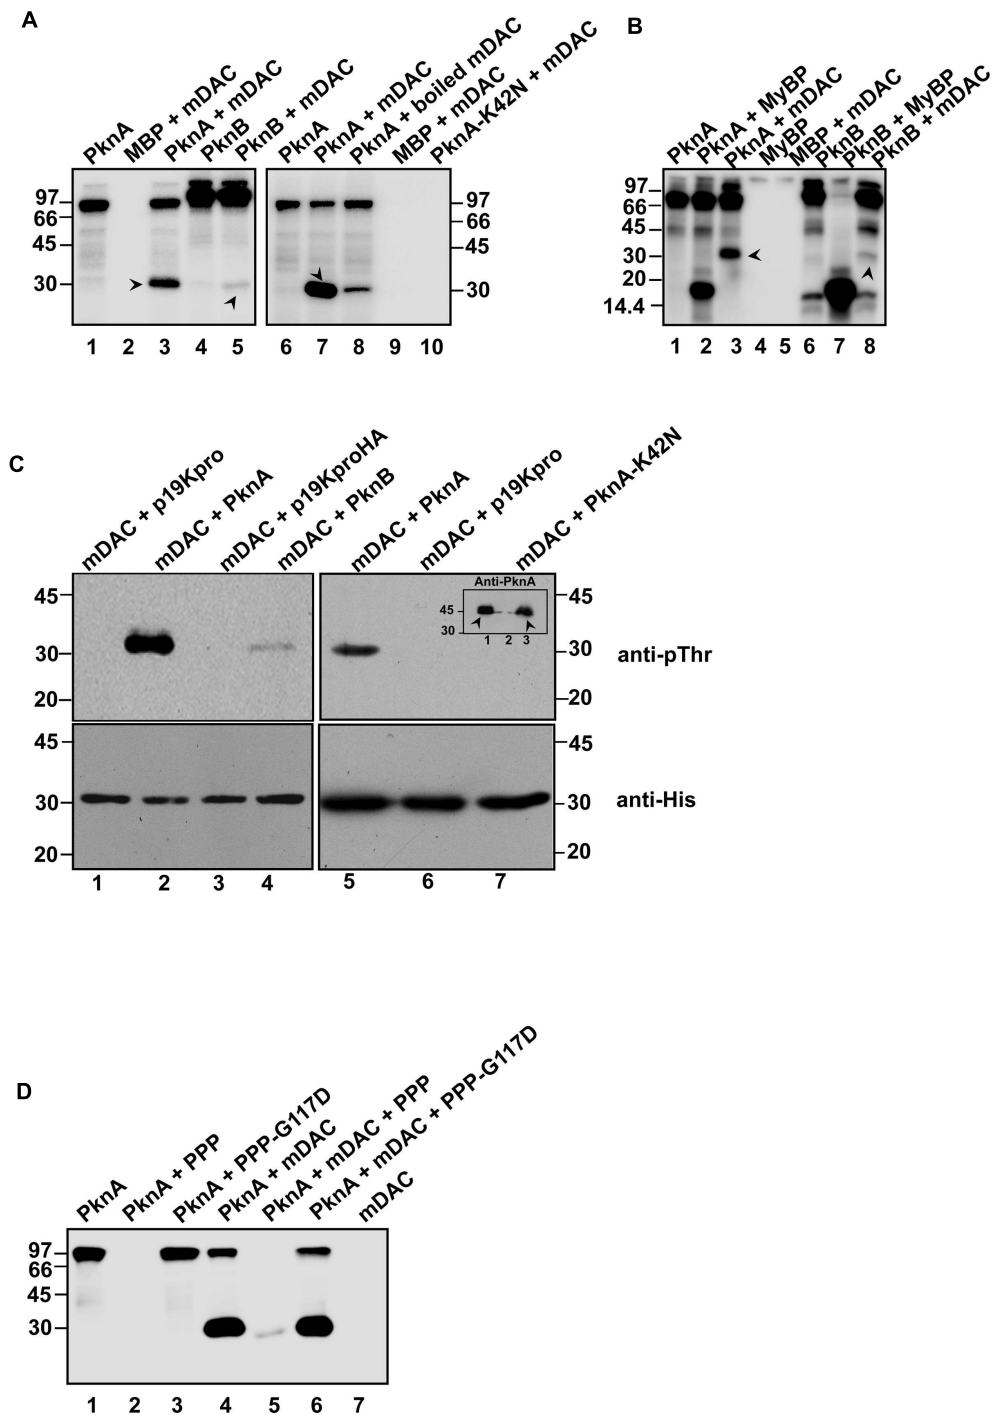 A
PknA
MBP + mDAC
PknA + mDAC
PknB
PknB + mDAC
PknA
PknA + mDAC
PknA + boiled mDAC
MBP + mDAC
PknA-K42N + mDAC
97
66
45
30
97
66
45
30
1 2 3 4 5 6 7 8 9 10
B
PknA
PknA + MyBP
PknA + mDAC
MyBP
MBP + mDAC
PknB
PknB + MyBP
PknB + mDAC
97
66
45
30
20
14.4
1 2 3 4 5 6 7 8
C
mDAC + p19Kpro
mDAC + PknA
mDAC + p19KproHA
mDAC + PknB
mDAC + PknA
mDAC + p19Kpro
mDAC + PknA-K42N
45
30
20
Anti-PknA
45
30
1 2 3
45
30
20
anti-pThr
45
30
20
45
30
20
anti-His
1 2 3 4 5 6 7
D
PknA
PknA + PPP
PknA + PPP-G117D
PknA + mDAC
PknA + mDAC + PPP
PknA + mDAC + PPP-G117D
mDAC
97
66
45
30
1 2 3 4 5 6 7